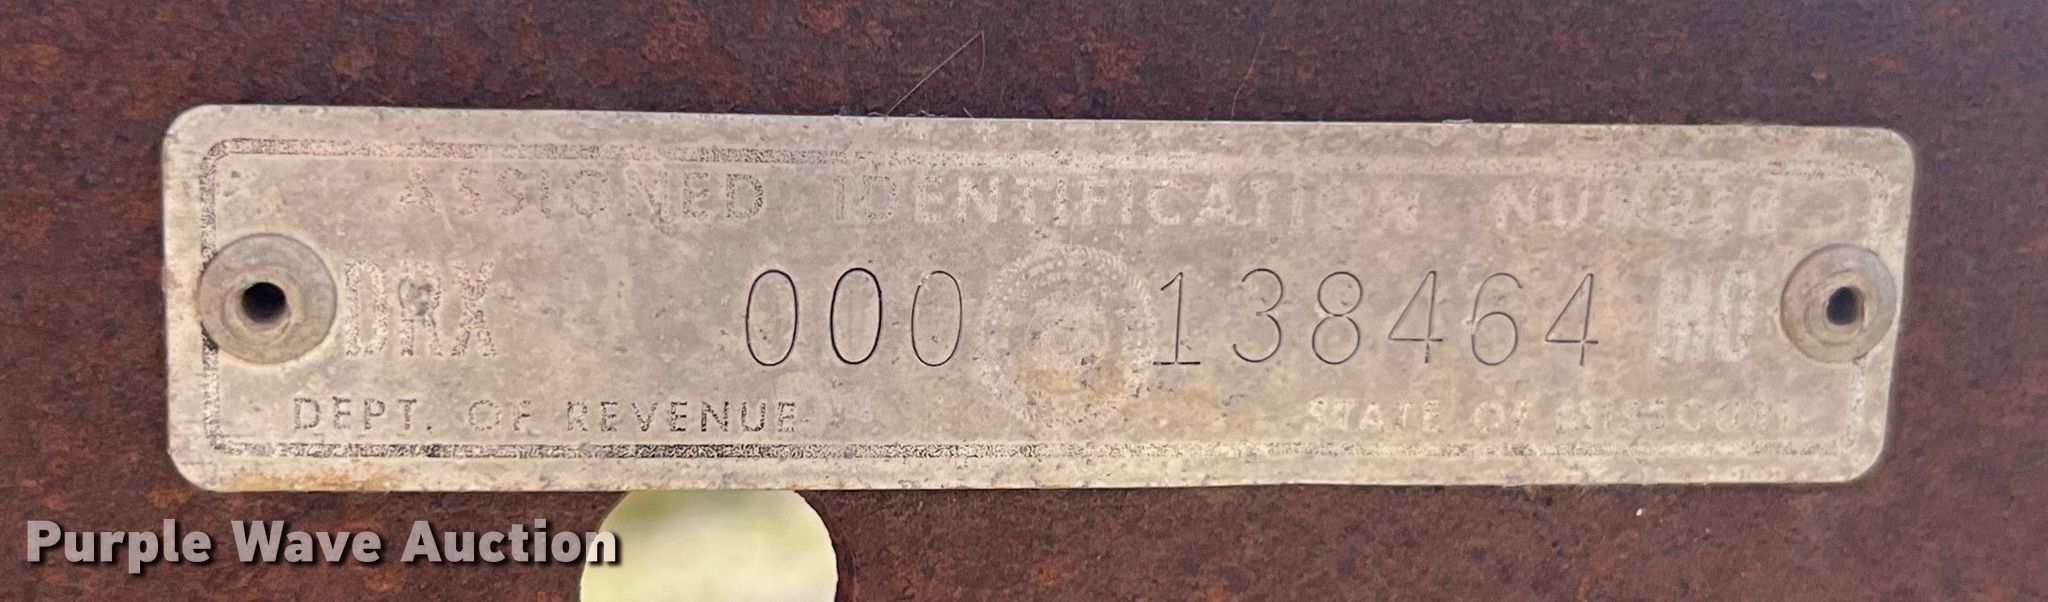 ASSIGNED IDENTIFICATION NUMBER
DRX 000 138464 MO
DEPT. OF REVENUE STATE OF MISSOURI
Purple Wave Auction